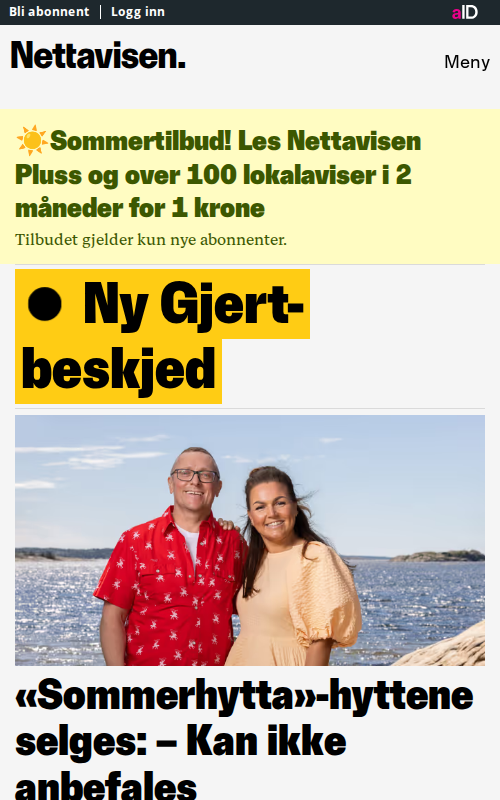 Bli abonnent | Logg inn
aID
Nettavisen.
Meny
☀️Sommertilbud! Les Nettavisen
Pluss og over 100 lokalaviser i 2
måneder for 1 krone
Tilbudet gjelder kun nye abonnenter.
● Ny Gjert-
beskjed
«Sommerhytta»-hyttene
selges: – Kan ikke
anbefales